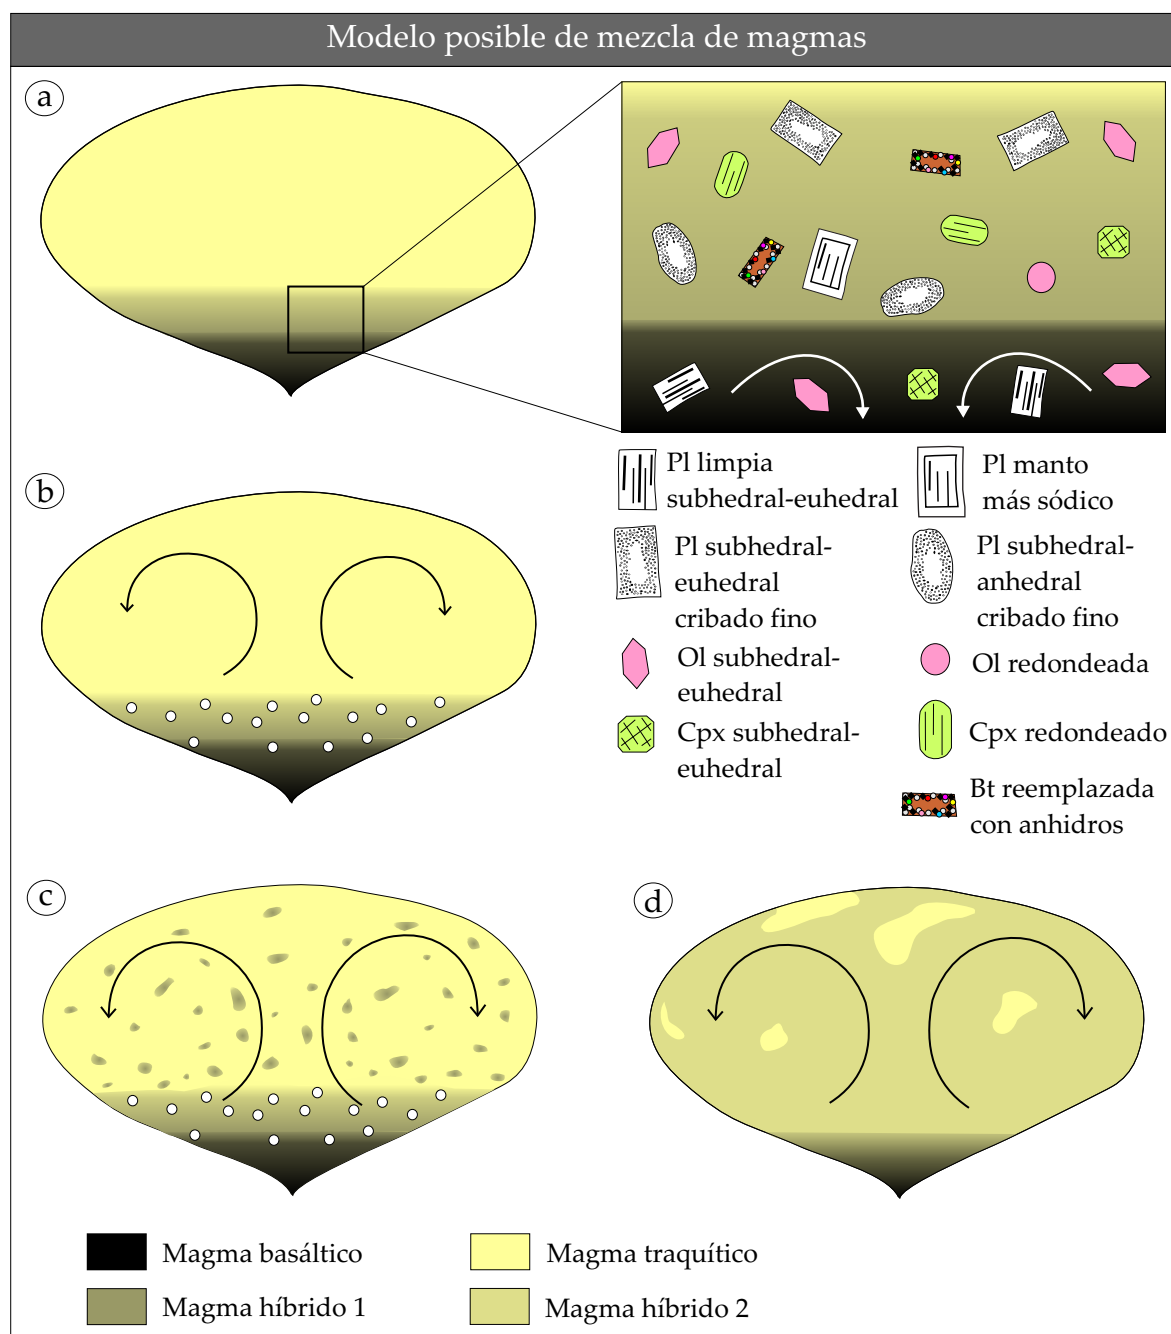 Modelo posible de mezcla de magmas
a
b
Pl limpia
subhedral-euhedral
Pl manto
más sódico
Pl subhedral-
euhedral
cribado fino
Pl subhedral-
anhedral
cribado fino
Ol subhedral-
euhedral
Ol redondeada
Cpx subhedral-
euhedral
Cpx redondeado
Bt reemplazada
con anhidros
c
d
Magma basáltico
Magma traquítico
Magma híbrido 1
Magma híbrido 2